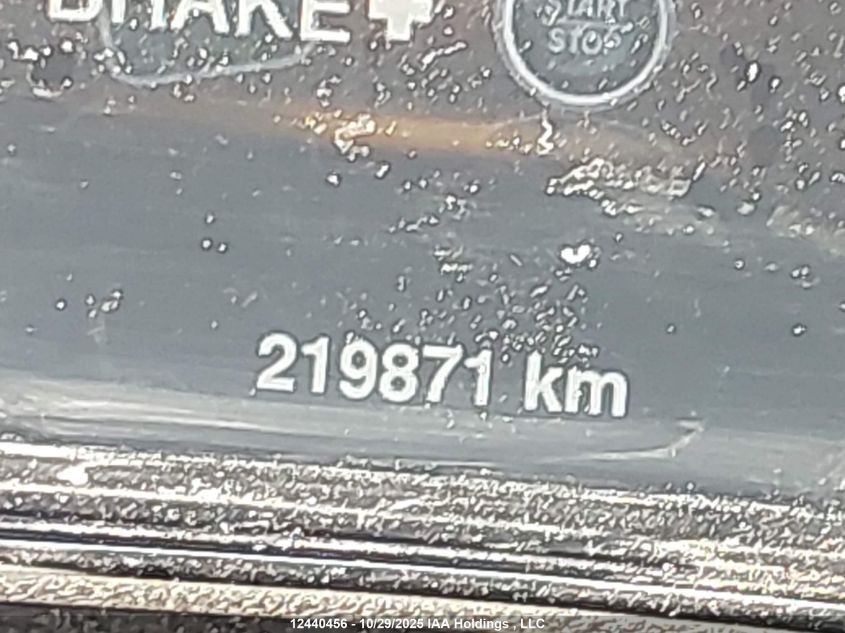 BRAKE+
START
STOP
219871 km
12440456 - 10/29/2025 IAA Holdings , LLC